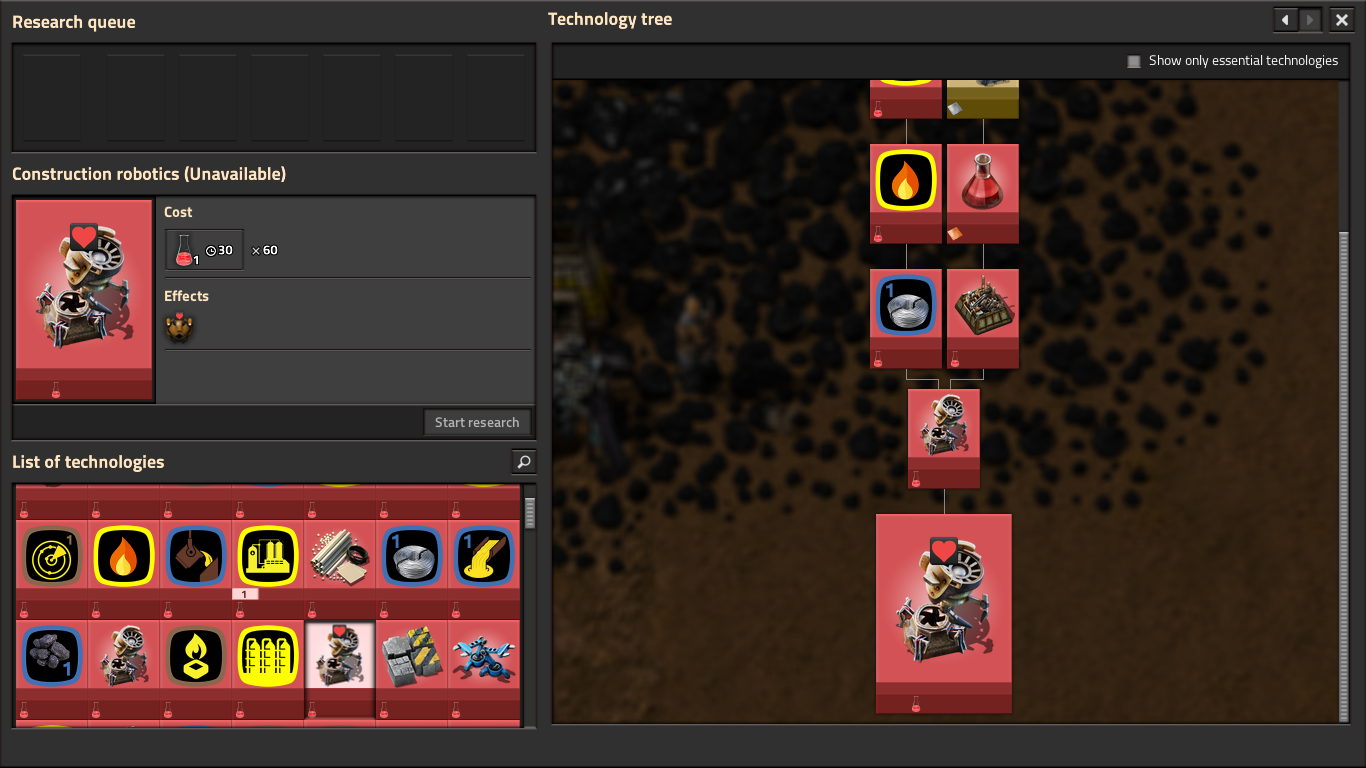 Research queue
Technology tree
Show only essential technologies
Construction robotics (Unavailable)
Cost
1
30
× 60
Effects
Start research
List of technologies
1
1
1
1
1
1
1